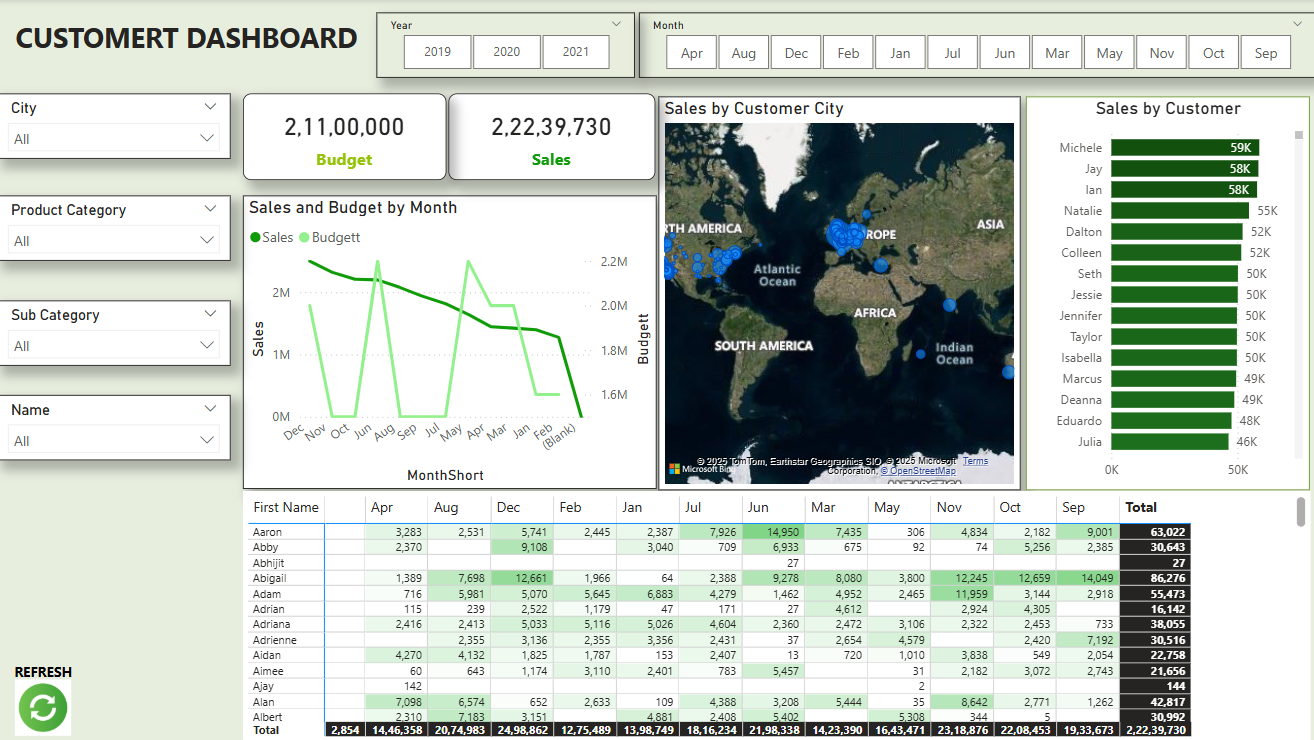 CUSTOMERT DASHBOARD
Year
2019 2020 2021
Month
Apr Aug Dec Feb Jan Jul Jun Mar May Nov Oct Sep
City
All
Product Category
All
Sub Category
All
Name
All
REFRESH
2,11,00,000
Budget
2,22,39,730
Sales
Sales and Budget by Month
Sales Budgett
2.2M
2M 2.0M
1M 1.8M
1.6M
0M
Sales
Budgett
Dec Nov Oct Jun Aug Sep Jul May Apr Mar Jan Feb (Blank)
MonthShort
Sales by Customer City
RTH AMERICA
ROPE
ASIA
Atlantic
Ocean
AFRICA
SOUTH AMERICA
Indian
Ocean
© 2025 TomTom, Earthstar Geographics SIO, © 2025 Microsoft Corporation, © OpenStreetMap Terms
Microsoft Bing
ANTARCTICA
Sales by Customer
Michele 59K
Jay 58K
Ian 58K
Natalie 55K
Dalton 52K
Colleen 52K
Seth 50K
Jessie 50K
Jennifer 50K
Taylor 50K
Isabella 50K
Marcus 49K
Deanna 49K
Eduardo 48K
Julia 46K
0K 50K
First Name Apr Aug Dec Feb Jan Jul Jun Mar May Nov Oct Sep Total
Aaron 3,283 2,531 5,741 2,445 2,387 7,926 14,950 7,435 306 4,834 2,182 9,001 63,022
Abby 2,370 9,108 3,040 709 6,933 675 92 74 5,256 2,385 30,643
Abhijit 27 27
Abigail 1,389 7,698 12,661 1,966 64 2,388 9,278 8,080 3,800 12,245 12,659 14,049 86,276
Adam 716 5,981 5,070 5,645 6,883 4,279 1,462 4,952 2,465 11,959 3,144 2,918 55,473
Adrian 115 239 2,522 1,179 47 171 27 4,612 2,924 4,305 16,142
Adriana 2,416 2,413 5,033 5,116 5,026 4,604 2,360 2,472 3,106 2,322 2,453 733 38,055
Adrienne 2,355 3,136 2,355 3,356 2,431 37 2,654 4,579 2,420 7,192 30,516
Aidan 4,270 4,132 1,825 1,787 153 2,407 13 720 1,010 3,838 549 2,054 22,758
Aimee 60 643 1,174 3,110 2,401 783 5,457 31 2,182 3,072 2,743 21,656
Ajay 142 2 144
Alan 7,098 6,574 652 2,633 109 4,388 3,208 5,444 35 8,642 2,771 1,262 42,817
Albert 2,310 7,183 3,151 4,881 2,408 5,402 5,308 344 5 30,992
Total 2,854 14,46,358 20,74,983 24,98,862 12,75,489 13,98,749 18,16,234 21,98,338 14,23,390 16,43,471 23,18,876 22,08,453 19,33,673 2,22,39,730